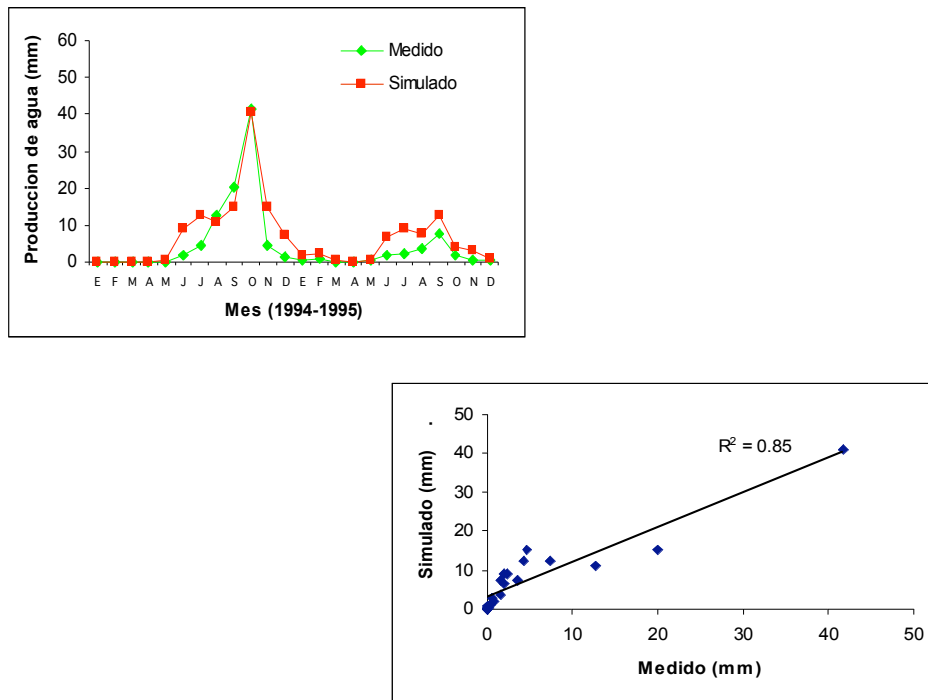 60
50
40
30
20
10
0
Produccion de agua (mm)
Medido
Simulado
E F M A M J J A S O N D E F M A M J J A S O N D
Mes (1994-1995)
50
40
30
20
10
0
Simulado (mm)
.
R² = 0.85
0 10 20 30 40 50
Medido (mm)